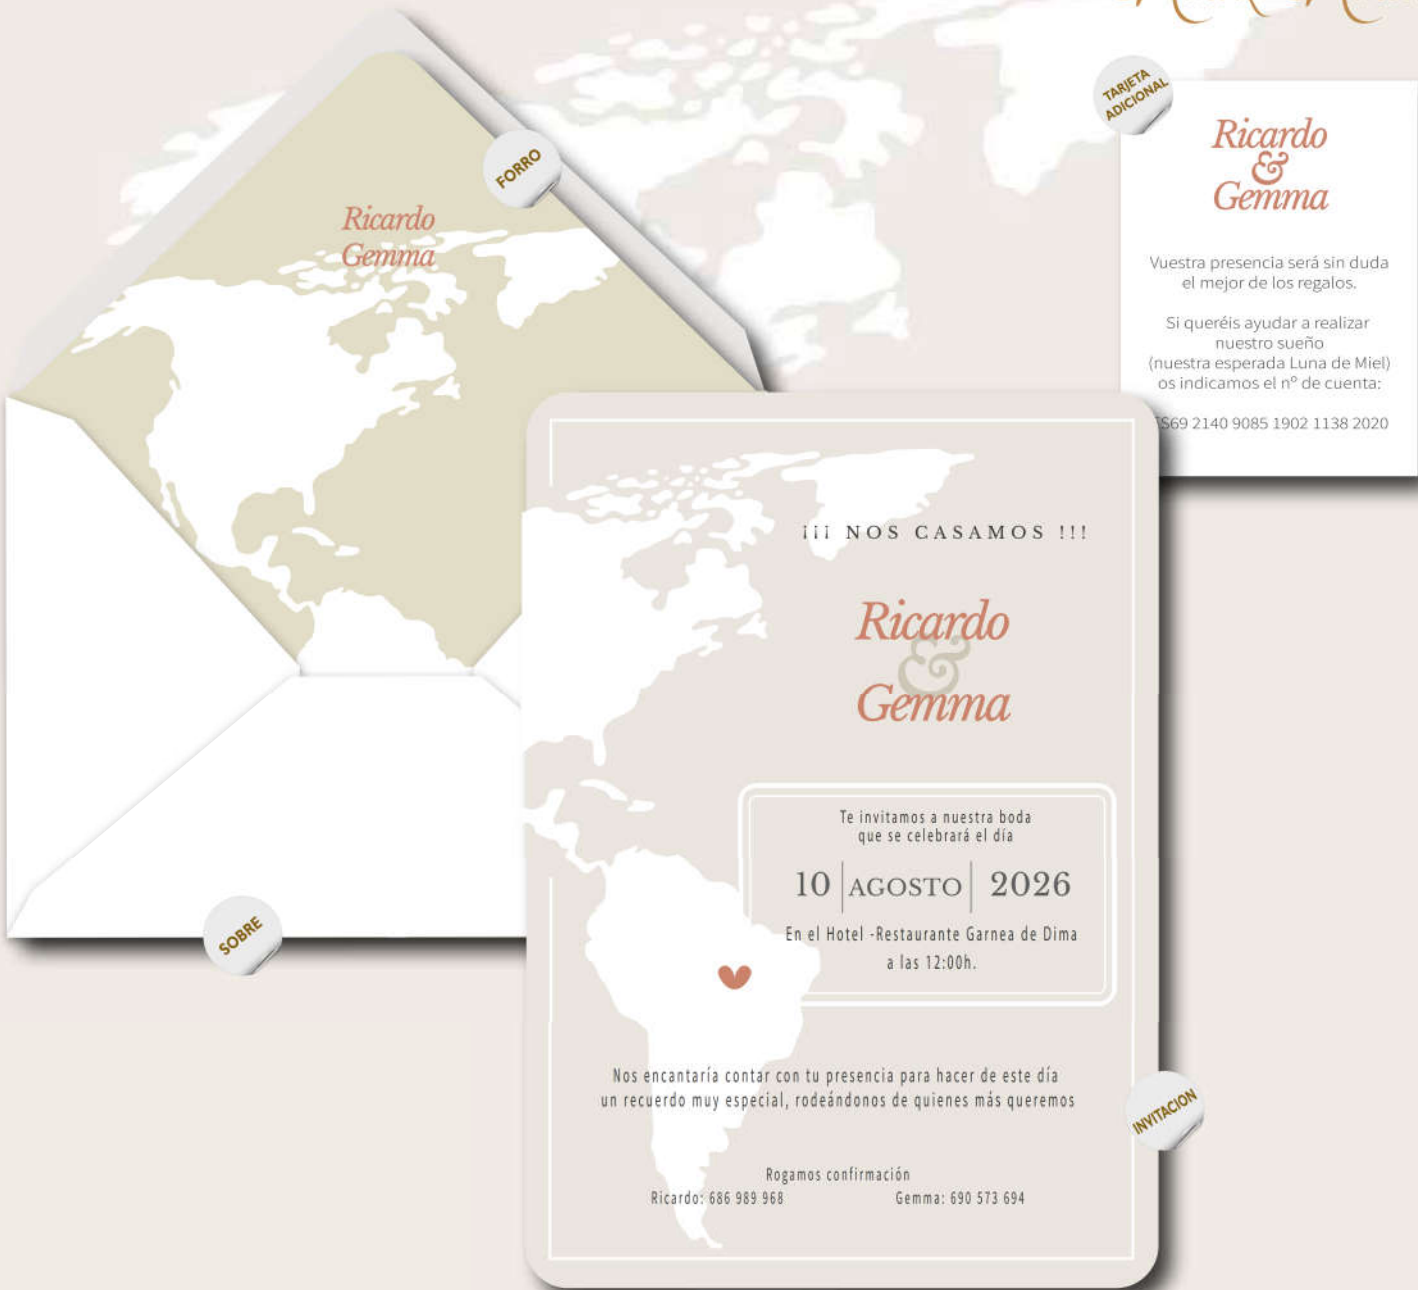 TARJETA
ADICIONAL
Ricardo
&
Gemma
Vuestra presencia será sin duda
el mejor de los regalos.
Si queréis ayudar a realizar
nuestro sueño
(nuestra esperada Luna de Miel)
os indicamos el nº de cuenta:
S69 2140 9085 1902 1138 2020
FORRO
Ricardo
Gemma
SOBRE
¡¡¡ NOS CASAMOS !!!
Ricardo
&
Gemma
Te invitamos a nuestra boda
que se celebrará el día
10 AGOSTO 2026
En el Hotel -Restaurante Garnea de Dima
a las 12:00h.
Nos encantaría contar con tu presencia para hacer de este día
un recuerdo muy especial, rodeándonos de quienes más queremos
Rogamos confirmación
Ricardo: 686 989 968 Gemma: 690 573 694
INVITACION